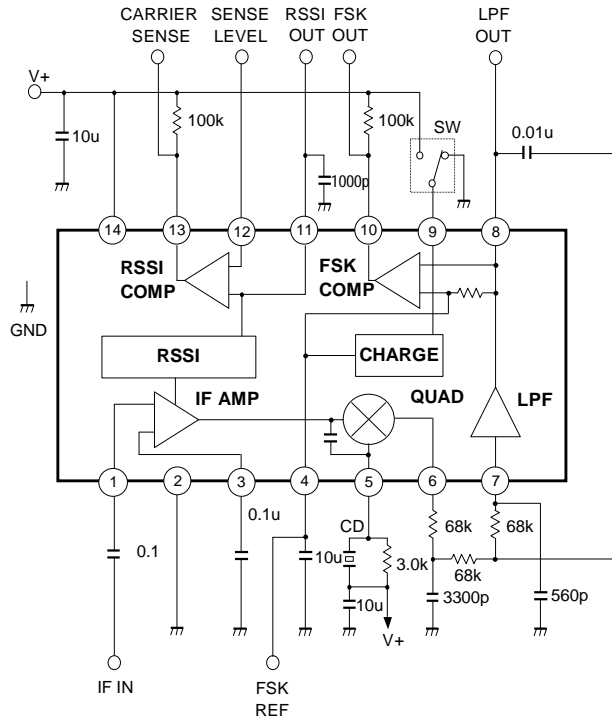 CARRIER SENSE RSSI FSK LPF
SENSE LEVEL OUT OUT OUT
V+
SW
10u 100k 100k 0.01u
1000p
14 13 12 11 10 9 8
RSSI FSK
COMP COMP
GND
RSSI CHARGE
IF AMP QUAD LPF
1 2 3 4 5 6 7
0.1u CD
0.1 10u 3.0k 68k 68k
68k
10u 3300p 560p
V+
IF IN FSK
REF